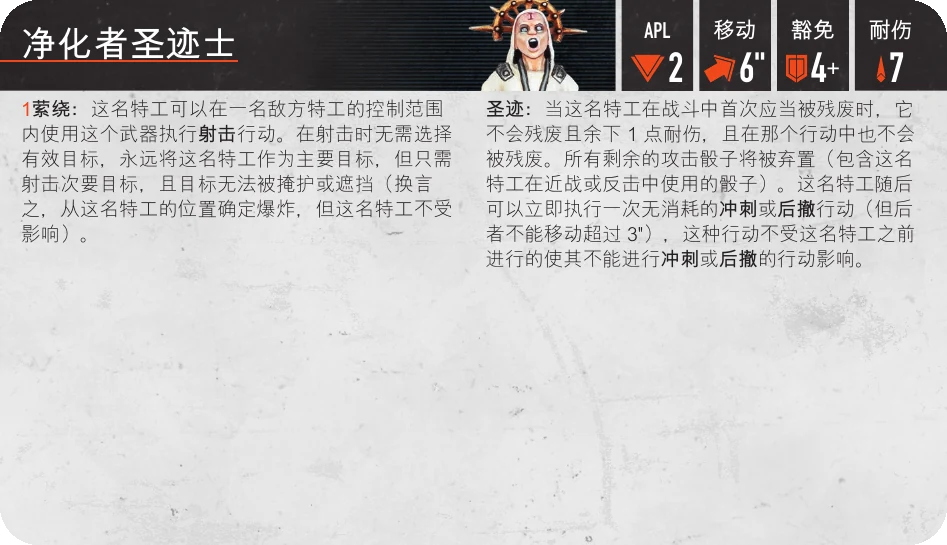 净化者圣迹士
APL
2
移动
6"
豁免
4+
耐伤
7
1萦绕：这名特工可以在一名敌方特工的控制范围
内使用这个武器执行射击行动。在射击时无需选择
有效目标，永远将这名特工作为主要目标，但只需
射击次要目标，且目标无法被掩护或遮挡（换言
之，从这名特工的位置确定爆炸，但这名特工不受
影响）。
圣迹：当这名特工在战斗中首次应当被残废时，它
不会残废且余下 1 点耐伤，且在那个行动中也不会
被残废。所有剩余的攻击骰子将被弃置（包含这名
特工在近战或反击中使用的骰子）。这名特工随后
可以立即执行一次无消耗的冲刺或后撤行动（但后
者不能移动超过 3"），这种行动不受这名特工之前
进行的使其不能进行冲刺或后撤的行动影响。